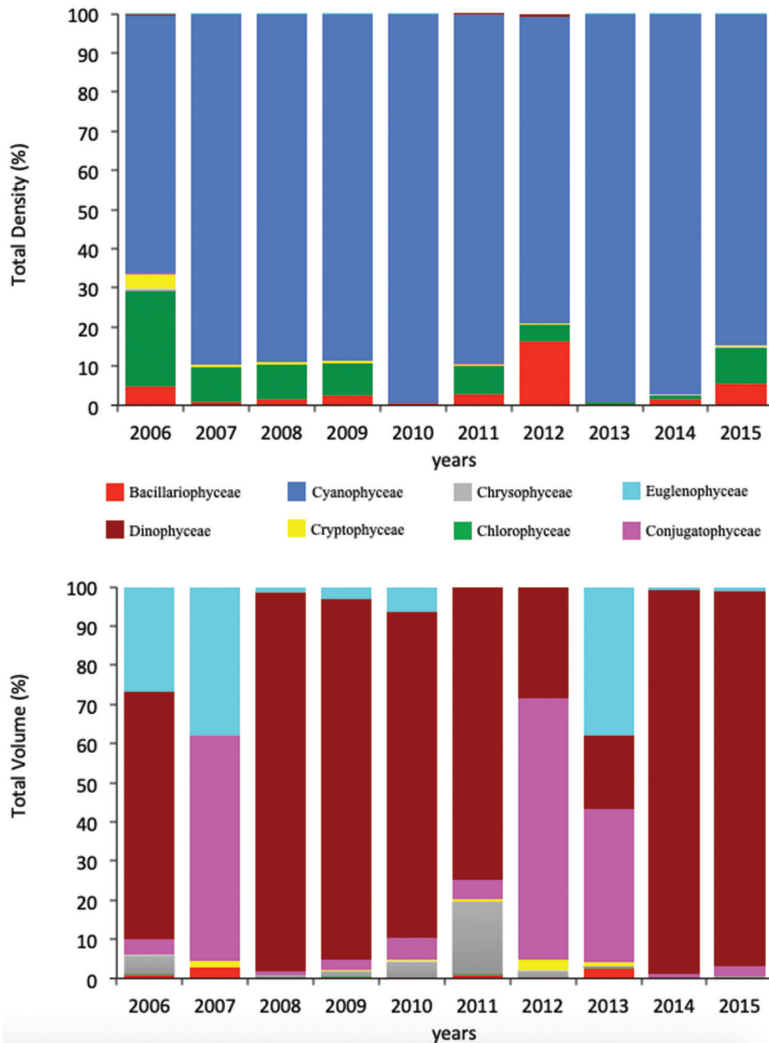 Total Density (%)
100
90
80
70
60
50
40
30
20
10
0
2006 2007 2008 2009 2010 2011 2012 2013 2014 2015
years
Bacillariophyceae Cyanophyceae Chrysophyceae Euglenophyceae
Dinophyceae Cryptophyceae Chlorophyceae Conjugatophyceae
Total Volume (%)
100
90
80
70
60
50
40
30
20
10
0
2006 2007 2008 2009 2010 2011 2012 2013 2014 2015
years